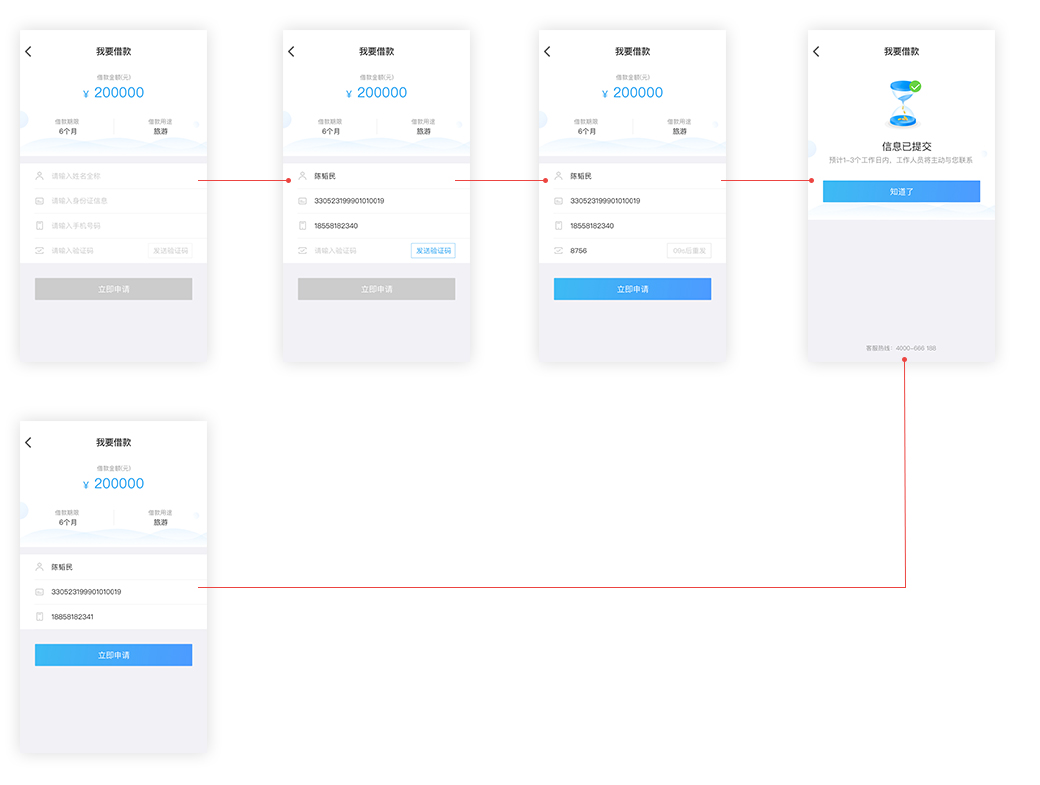 我要借款
借款金额(元)
¥ 200000
借款期限 借款用途
6个月 旅游
请输入姓名全称
请输入身份证信息
请输入手机号码
请输入验证码 发送验证码
立即申请
我要借款
借款金额(元)
¥ 200000
借款期限 借款用途
6个月 旅游
陈韬民
330523199901010019
18558182340
请输入验证码 发送验证码
立即申请
我要借款
借款金额(元)
¥ 200000
借款期限 借款用途
6个月 旅游
陈韬民
330523199901010019
18558182340
8756 09s后重发
立即申请
我要借款
信息已提交
预计1-3个工作日内，工作人员将主动与您联系
知道了
客服热线：4000-666 188
我要借款
借款金额(元)
¥ 200000
借款期限 借款用途
6个月 旅游
陈韬民
330523199901010019
18858182341
立即申请